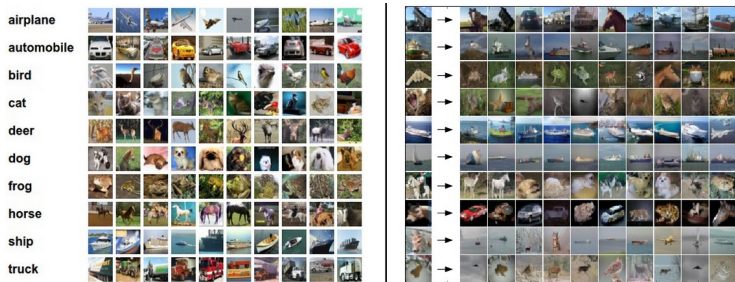 airplane
automobile
bird
cat
deer
dog
frog
horse
ship
truck